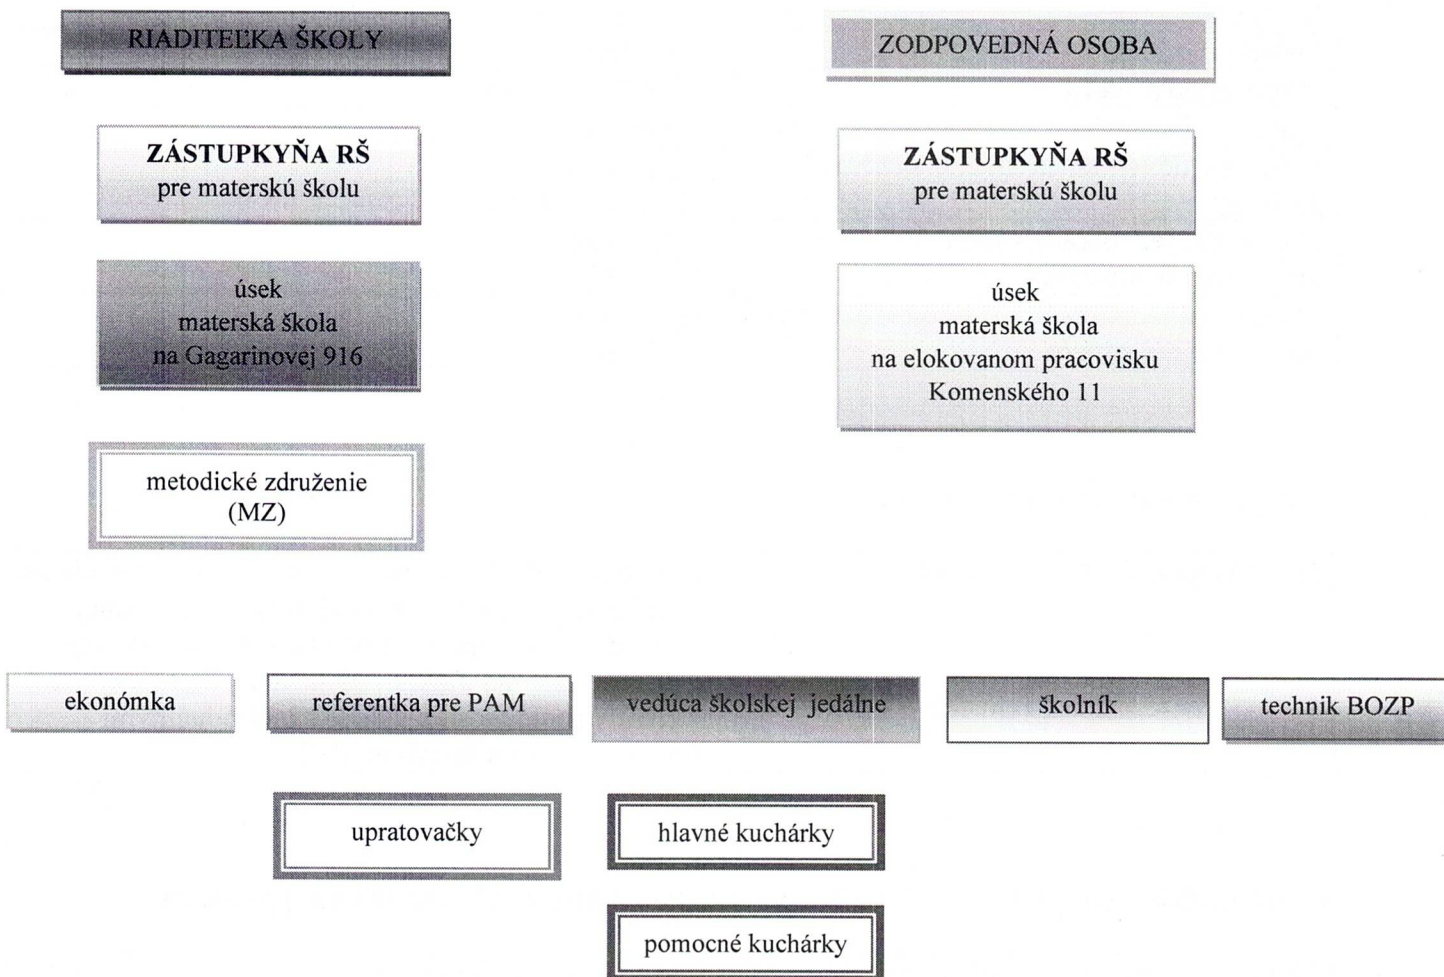 RIADITEĽKA ŠKOLY
ZODPOVEDNÁ OSOBA
ZÁSTUPKYŇA RŠ
pre materskú školu
ZÁSTUPKYŇA RŠ
pre materskú školu
úsek
materská škola
na Gagarinovej 916
úsek
materská škola
na elokovanom pracovisku
Komenského 11
metodické združenie
(MZ)
ekonómka
referentka pre PAM
vedúca školskej jedálne
školník
technik BOZP
upratovačky
hlavné kuchárky
pomocné kuchárky